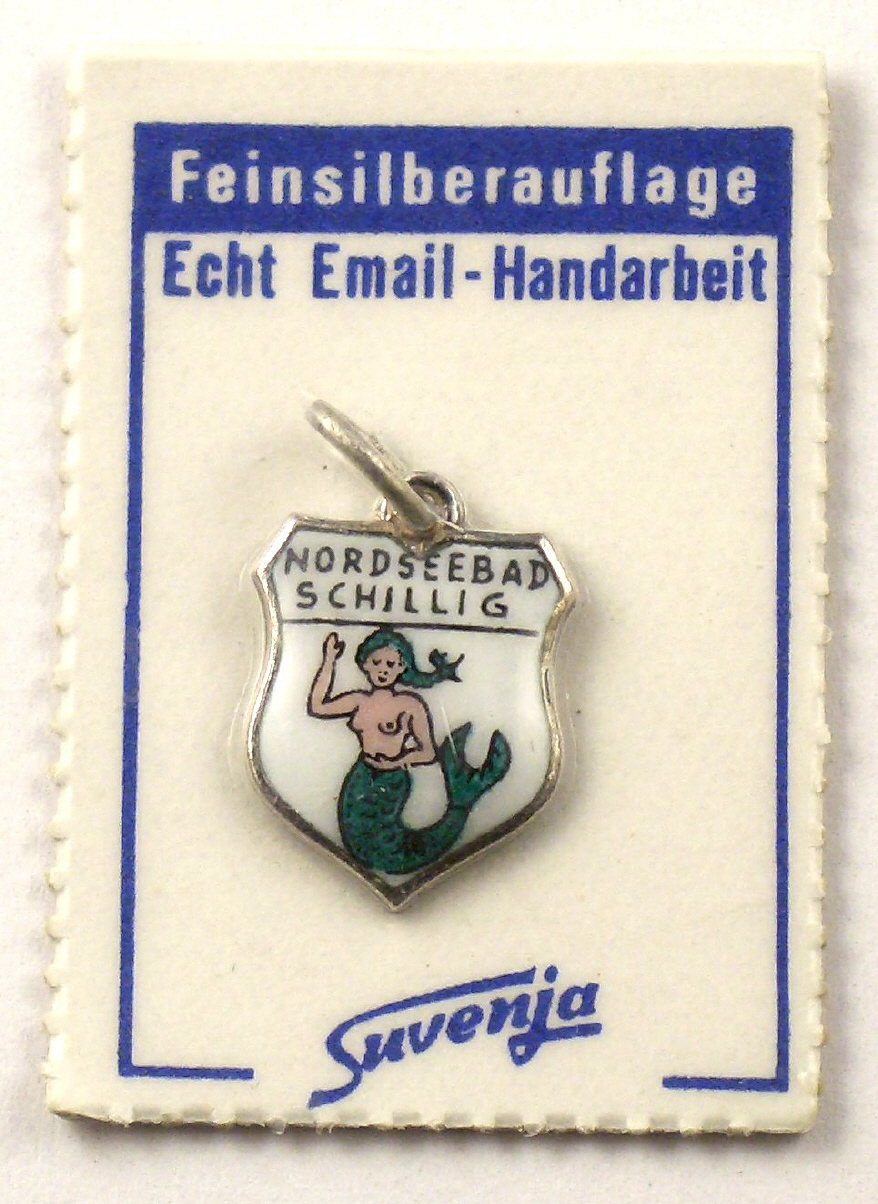 Feinsilberauflage
Echt Email-Handarbeit
NORDSEEBAD
SCHILLIG
Suvenja